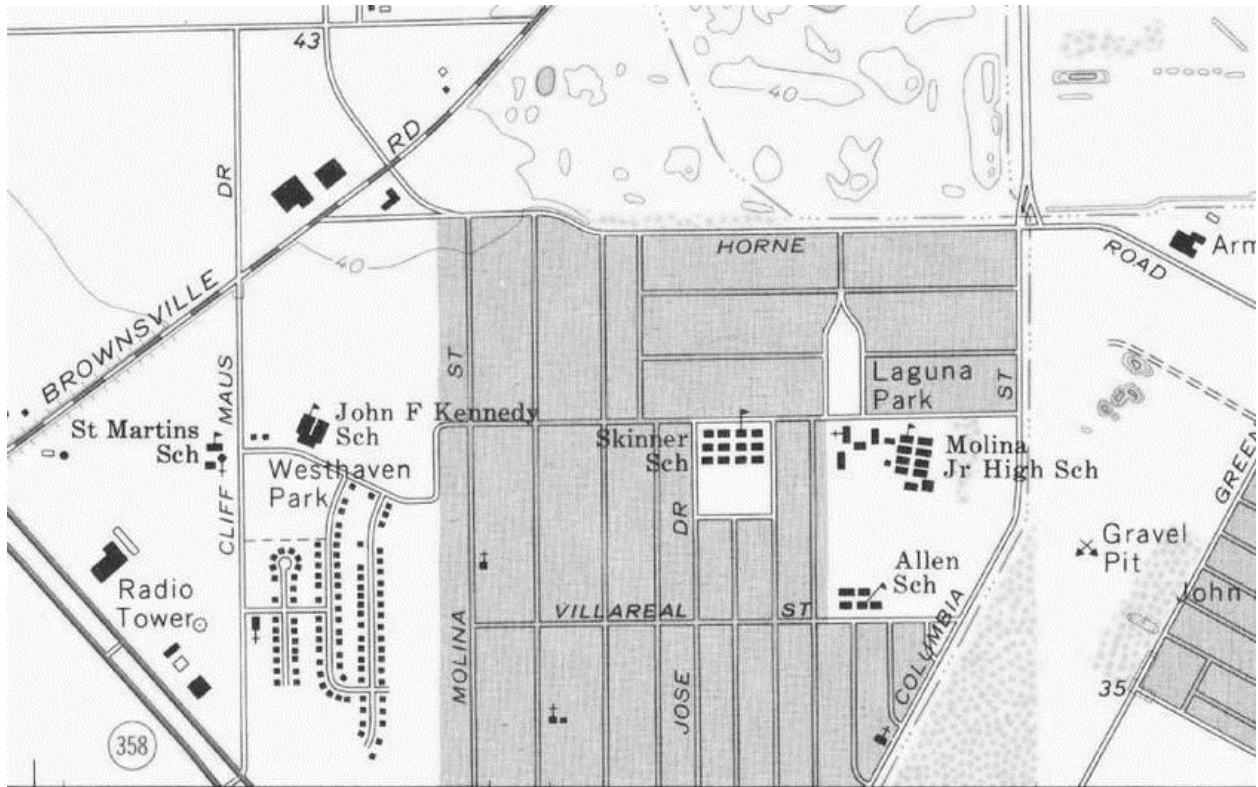 43
RD
40
DR
HORNE
ROAD
Arm
40
BROWNSVILLE
ST
Laguna
Park
ST
MAUS
John F Kennedy
Sch
St Martins
Sch
Skinner
Sch
Molina
Jr High Sch
Westhaven
Park
GREEN
CLIFF
DR
Gravel
Pit
Allen
Sch
Radio
Tower
VILLAREAL
ST
John
COLUMBIA
MOLINA
JOSE
35
358